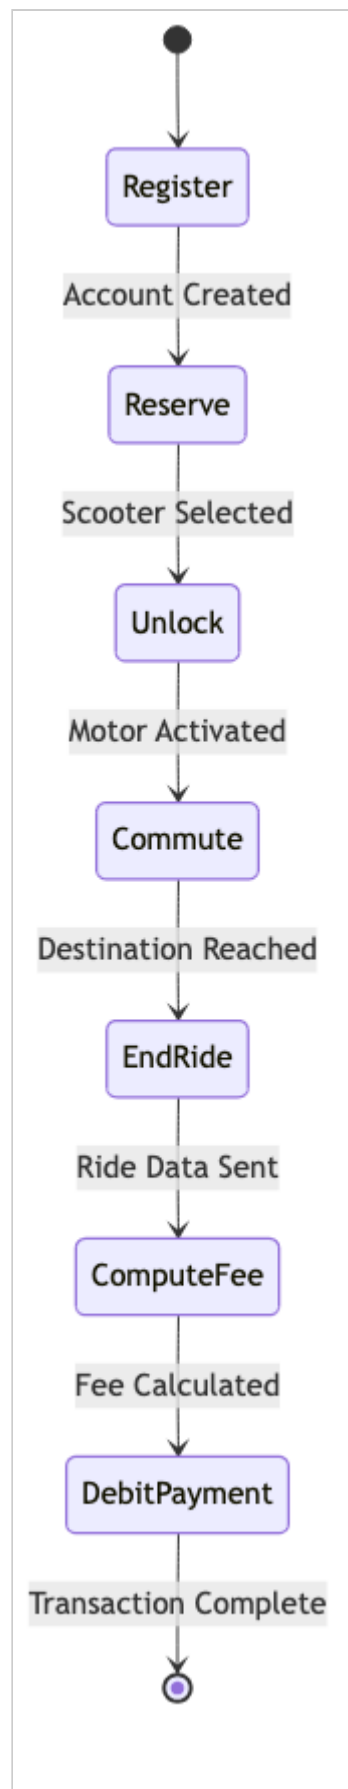 Register
Account Created
Reserve
Scooter Selected
Unlock
Motor Activated
Commute
Destination Reached
EndRide
Ride Data Sent
ComputeFee
Fee Calculated
DebitPayment
Transaction Complete